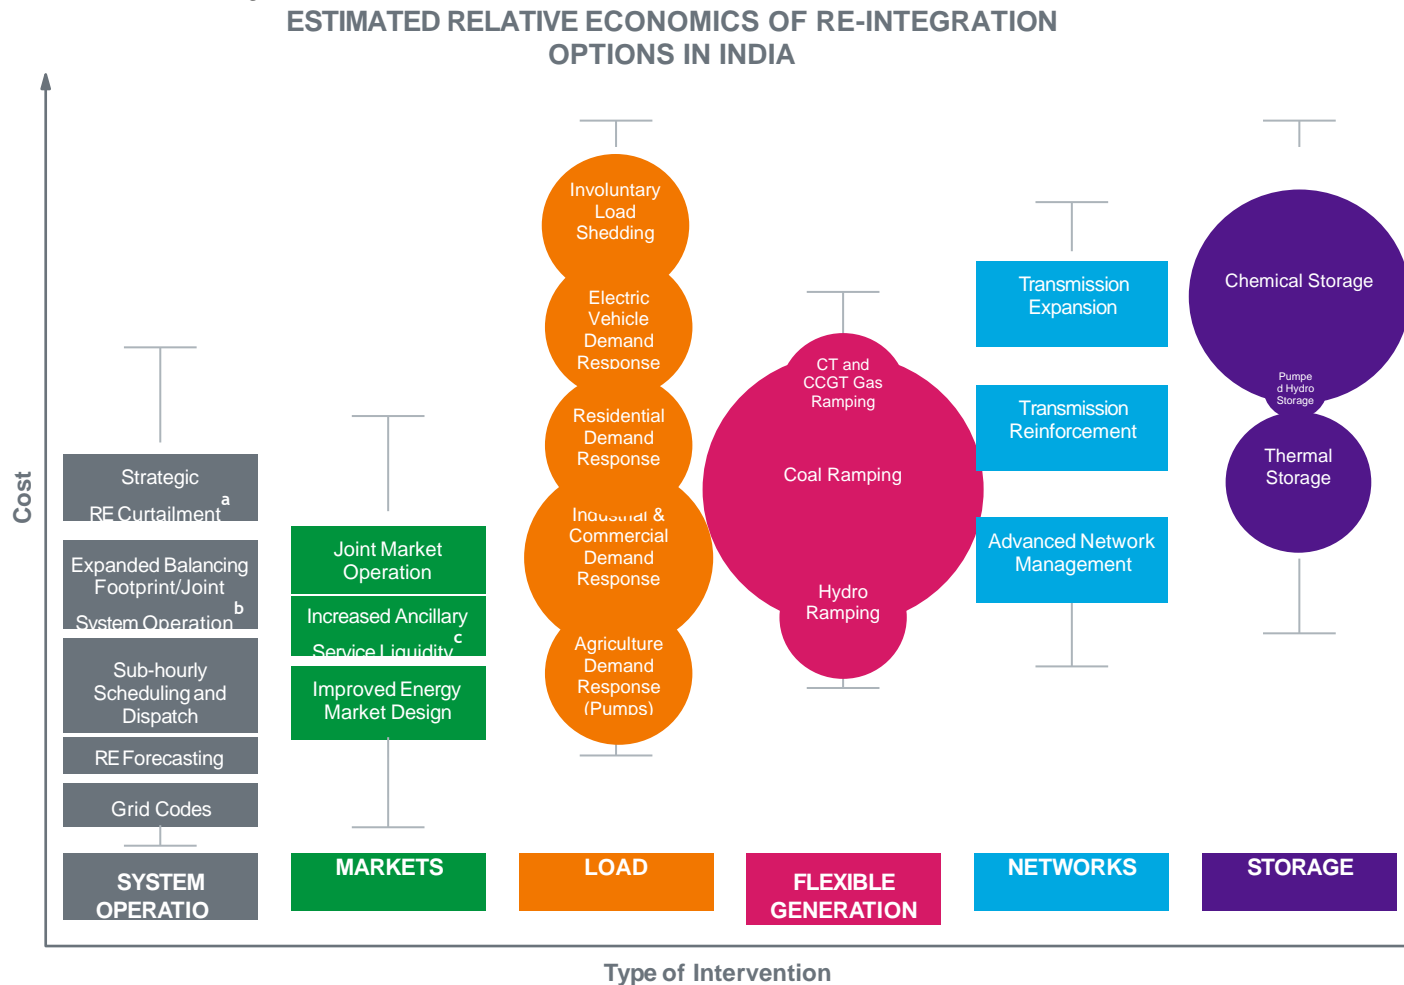 ESTIMATED RELATIVE ECONOMICS OF RE-INTEGRATION
OPTIONS IN INDIA
Cost
Strategic
RE Curtailment a
Expanded Balancing
Footprint/Joint
System Operation b
Sub-hourly
Scheduling and
Dispatch
RE Forecasting
Grid Codes
SYSTEM
OPERATIO
Joint Market
Operation
Increased Ancillary
Service Liquidity c
Improved Energy
Market Design
MARKETS
Involuntary
Load
Shedding
Electric
Vehicle
Demand
Response
Residential
Demand
Response
Industrial &
Commercial
Demand
Response
Agriculture
Demand
Response
(Pumps)
LOAD
CT and
CCGT Gas
Ramping
Coal Ramping
Hydro
Ramping
FLEXIBLE
GENERATION
Transmission
Expansion
Transmission
Reinforcement
Advanced Network
Management
NETWORKS
Chemical Storage
Pumpe
d Hydro
Storage
Thermal
Storage
STORAGE
Type of Intervention